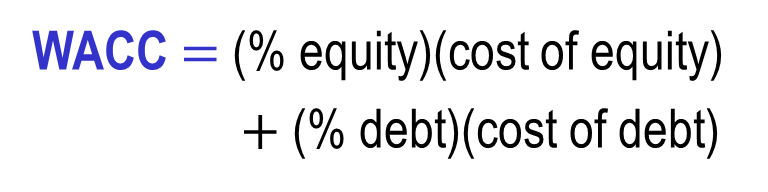 WACC = (% equity)(cost of equity)
+ (% debt)(cost of debt)